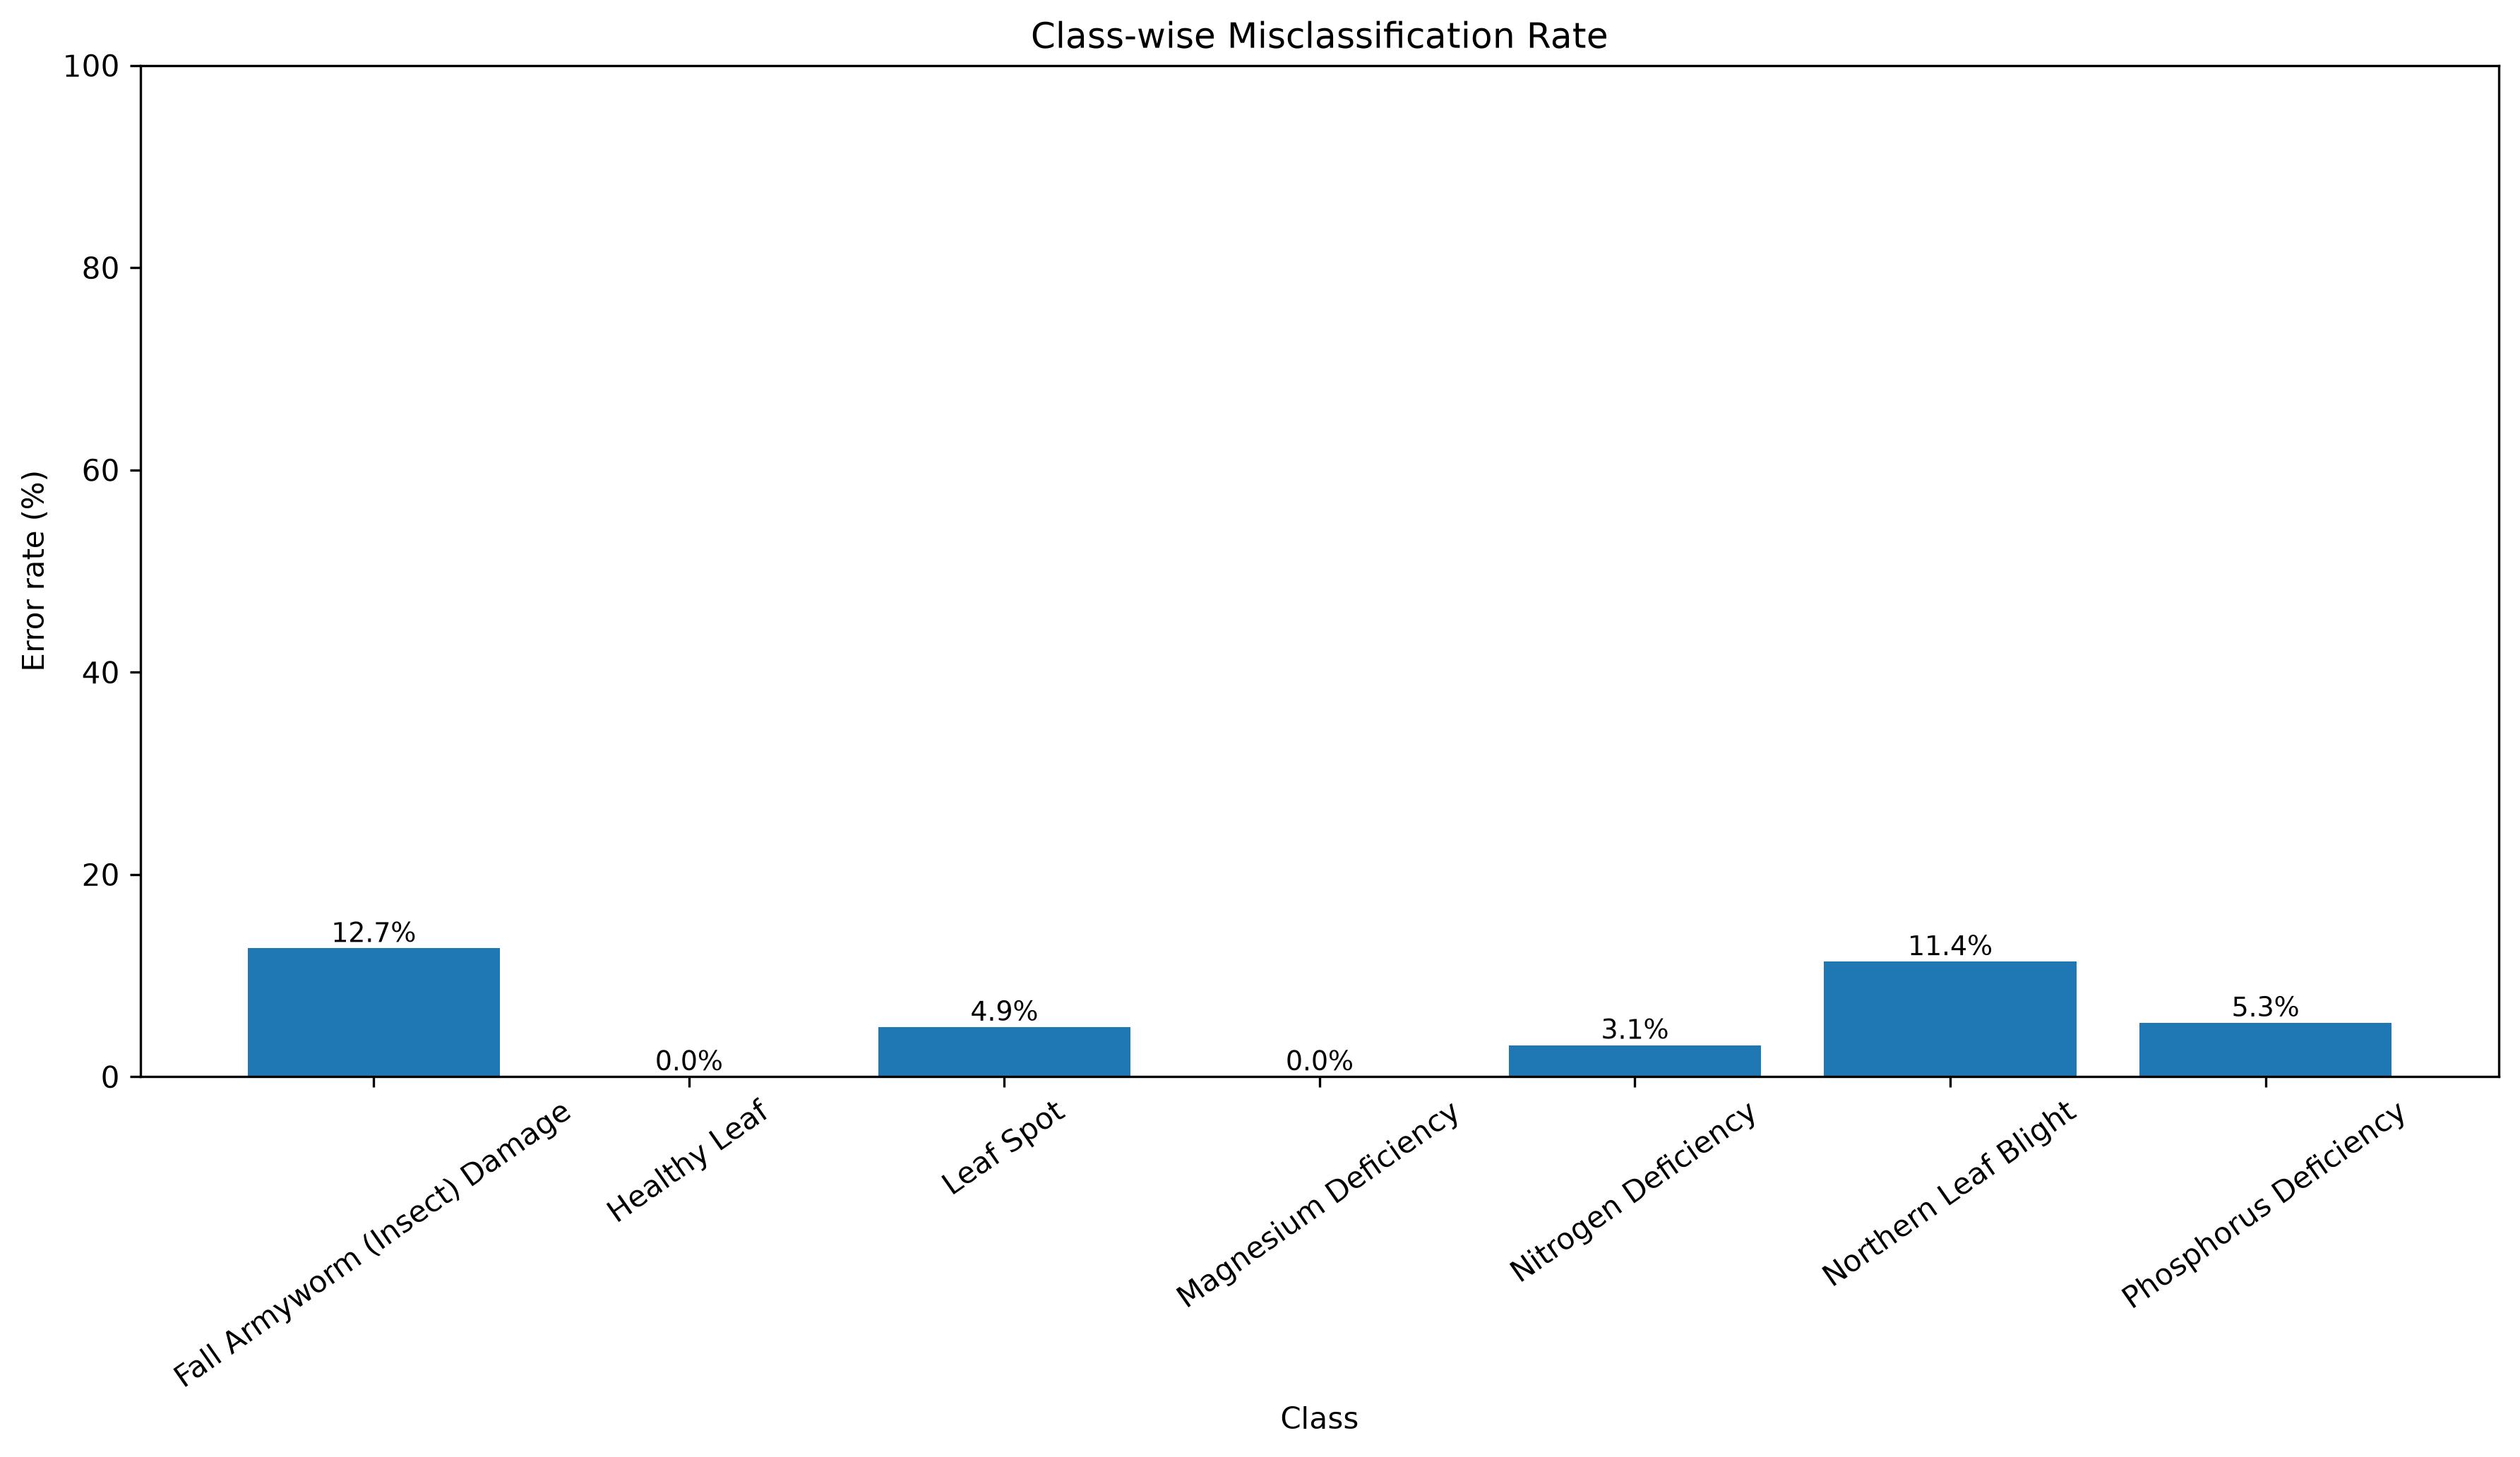 Class-wise Misclassification Rate
100
80
60
40
20
0
Error rate (%)
12.7%
0.0%
4.9%
0.0%
3.1%
11.4%
5.3%
Fall Armyworm (Insect) Damage
Healthy Leaf
Leaf Spot
Magnesium Deficiency
Nitrogen Deficiency
Northern Leaf Blight
Phosphorus Deficiency
Class